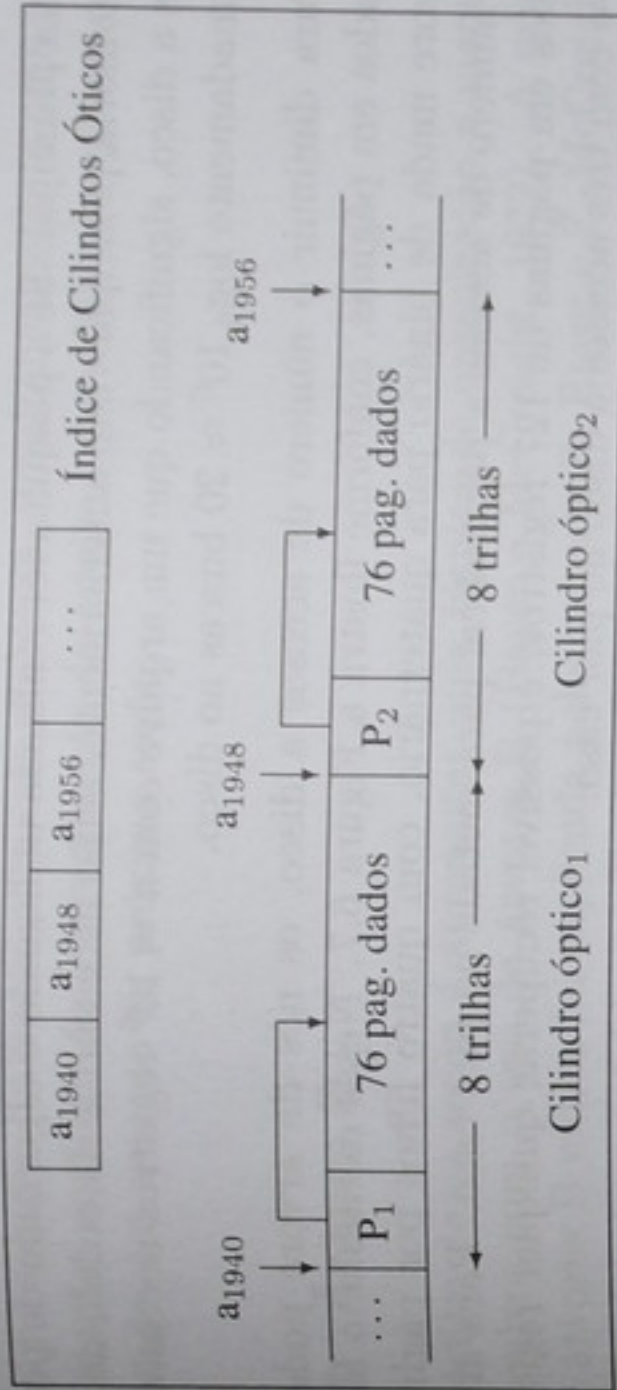 a1940 a1948 a1956 ...
Índice de Cilindros Óticos
a1940 a1948 a1956
... P1 76 pag. dados P2 76 pag. dados ...
8 trilhas 8 trilhas
Cilindro óptico1 Cilindro óptico2